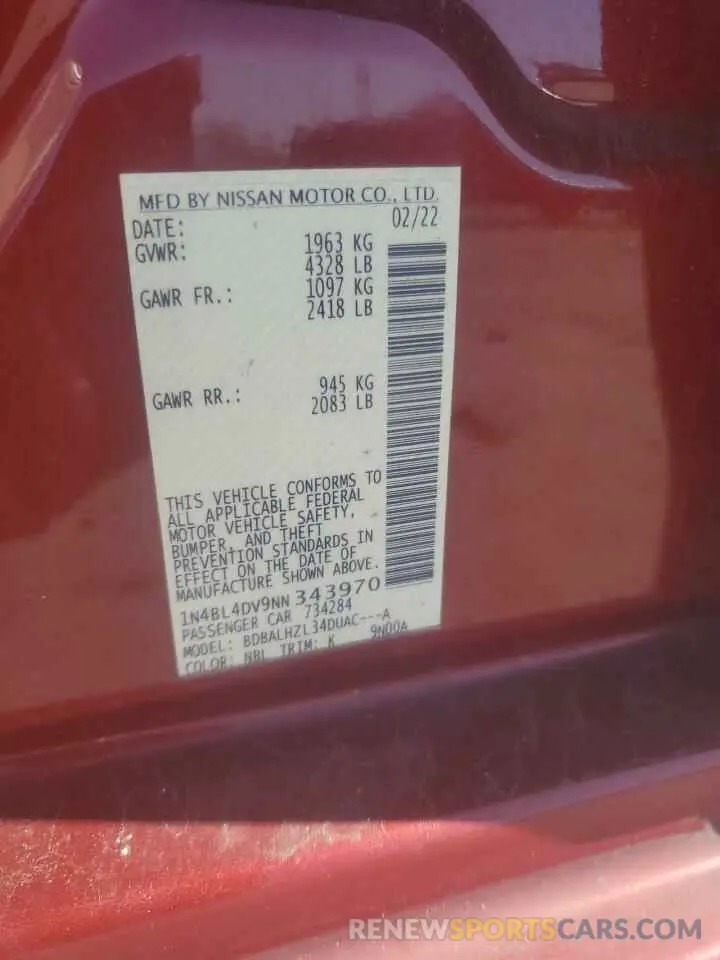 MFD BY NISSAN MOTOR CO., LTD.
DATE: 02/22
GVWR: 1963 KG
4328 LB
GAWR FR.: 1097 KG
2418 LB
GAWR RR.: 945 KG
2083 LB
THIS VEHICLE CONFORMS TO
ALL APPLICABLE FEDERAL
MOTOR VEHICLE SAFETY,
BUMPER, AND THEFT
PREVENTION STANDARDS IN
EFFECT ON THE DATE OF
MANUFACTURE SHOWN ABOVE.
1N4BL4DV9NN 343970
PASSENGER CAR 734284
MODEL: BDBALHZL34DUAC---A
COLOR: NBL TRIM: K 9N00A
RENEWSPORTSCARS.COM